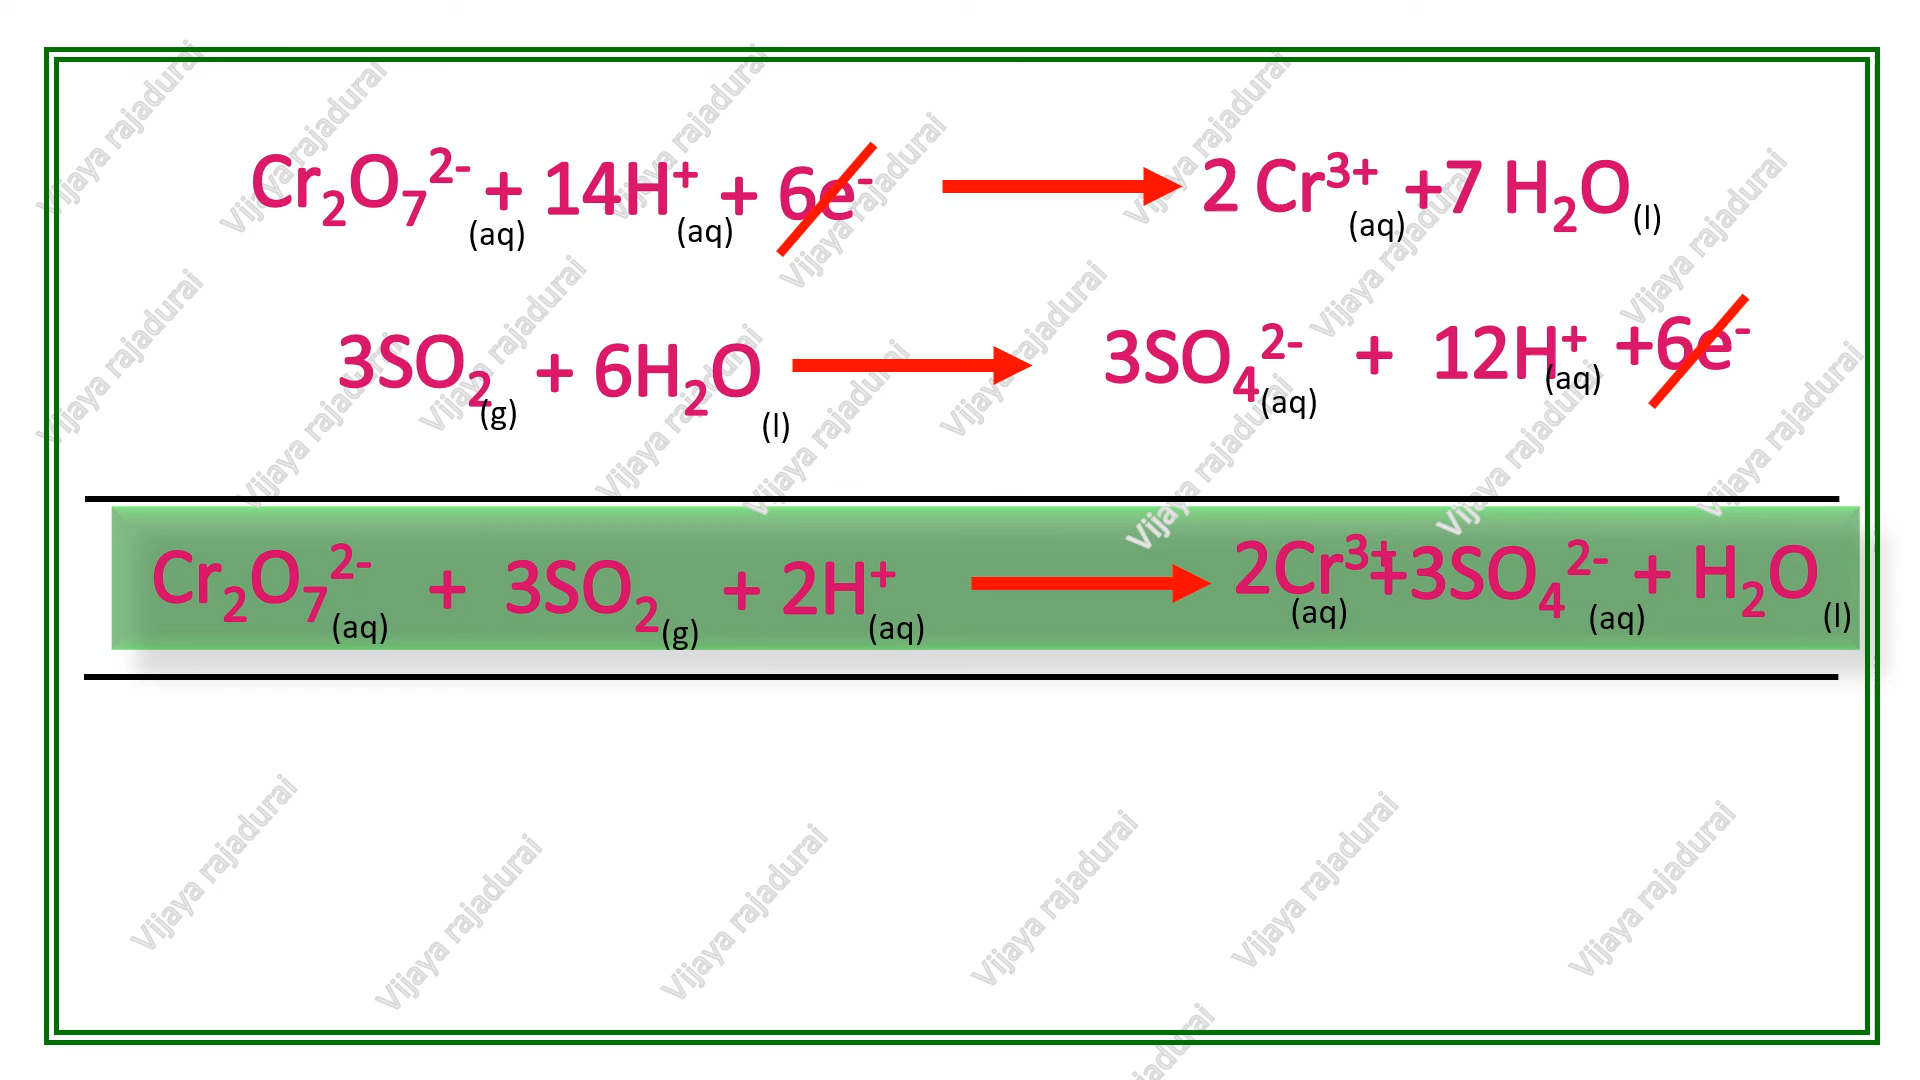 Cr₂O₇²⁻(aq) + 14H⁺(aq) + 6e⁻ → 2 Cr³⁺(aq) +7 H₂O(l)
3SO₂(g) + 6H₂O(l) → 3SO₄²⁻(aq) + 12H⁺(aq) +6e⁻
Cr₂O₇²⁻(aq) + 3SO₂(g) + 2H⁺(aq) → 2Cr³⁺(aq) +3SO₄²⁻(aq) + H₂O(l)
Vijaya rajadurai